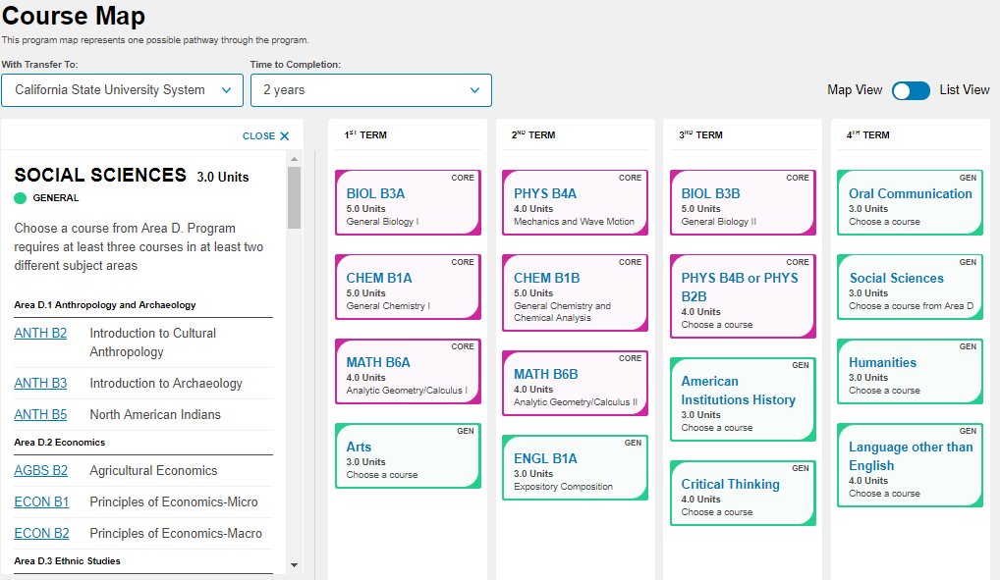 Course Map
This program map represents one possible pathway through the program.
With Transfer To:
Time to Completion:
California State University System
2 years
Map View
List View
CLOSE ✕
SOCIAL SCIENCES 3.0 Units
GENERAL
Choose a course from Area D. Program
requires at least three courses in at least two
different subject areas
Area D.1 Anthropology and Archaeology
ANTH B2 Introduction to Cultural
Anthropology
ANTH B3 Introduction to Archaeology
ANTH B5 North American Indians
Area D.2 Economics
AGBS B2 Agricultural Economics
ECON B1 Principles of Economics-Micro
ECON B2 Principles of Economics-Macro
Area D.3 Ethnic Studies
1ST TERM
CORE
BIOL B3A
5.0 Units
General Biology I
CORE
CHEM B1A
5.0 Units
General Chemistry I
CORE
MATH B6A
4.0 Units
Analytic Geometry/Calculus I
GEN
Arts
3.0 Units
Choose a course
2ND TERM
CORE
PHYS B4A
4.0 Units
Mechanics and Wave Motion
CORE
CHEM B1B
5.0 Units
General Chemistry and
Chemical Analysis
CORE
MATH B6B
4.0 Units
Analytic Geometry/Calculus II
GEN
ENGL B1A
3.0 Units
Expository Composition
3RD TERM
CORE
BIOL B3B
5.0 Units
General Biology II
CORE
PHYS B4B or PHYS
B2B
4.0 Units
Choose a course
GEN
American
Institutions History
3.0 Units
Choose a course
GEN
Critical Thinking
4.0 Units
Choose a course
4TH TERM
GEN
Oral Communication
3.0 Units
Choose a course
GEN
Social Sciences
3.0 Units
Choose a course from Area D
GEN
Humanities
3.0 Units
Choose a course
GEN
Language other than
English
4.0 Units
Choose a course